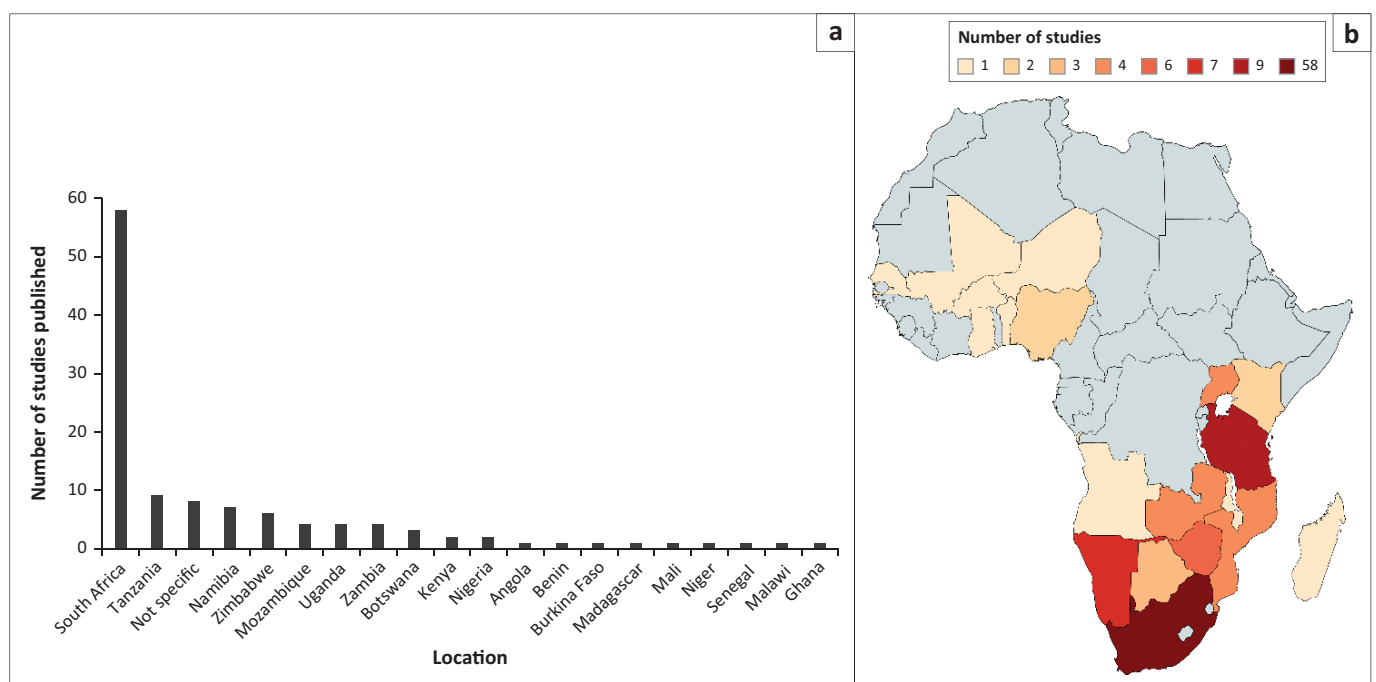 a
Number of studies published
60
50
40
30
20
10
0
South Africa
Tanzania
Not specific
Namibia
Zimbabwe
Mozambique
Uganda
Zambia
Botswana
Kenya
Nigeria
Angola
Benin
Burkina Faso
Madagascar
Mali
Niger
Senegal
Malawi
Ghana
Location
b
Number of studies
1 2 3 4 6 7 9 58